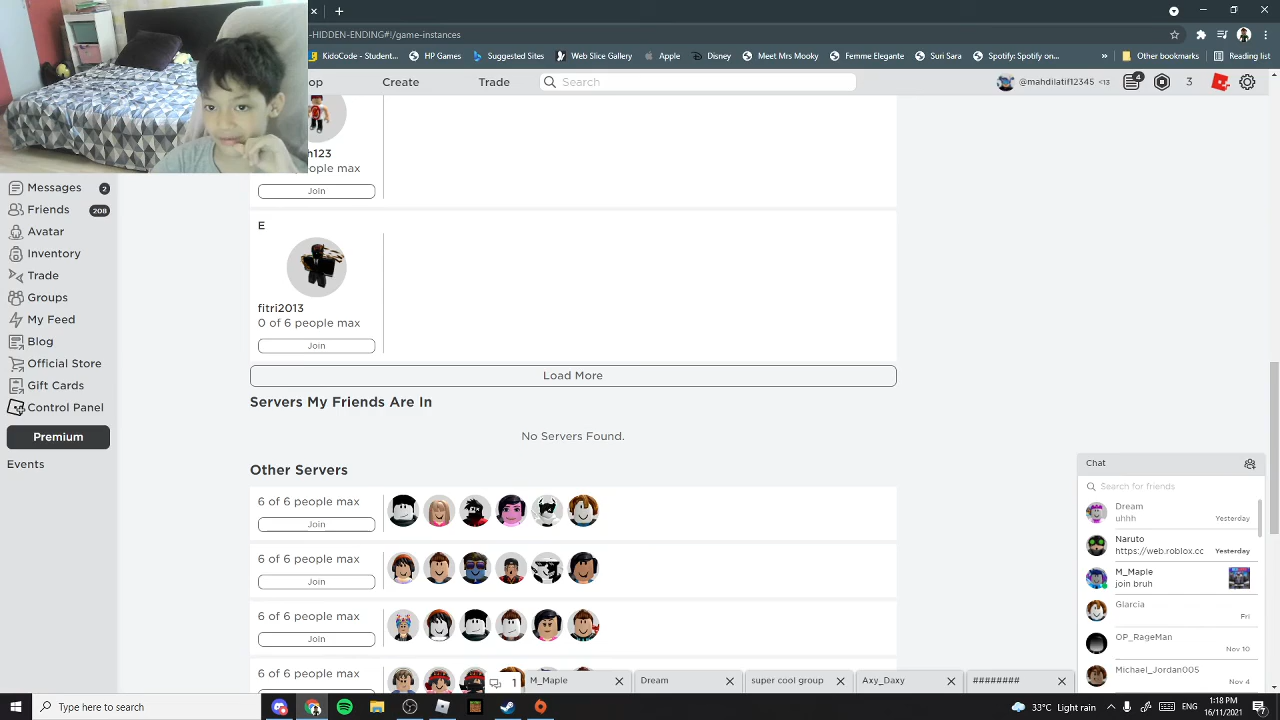 -HIDDEN-ENDING#!/game-instances
KidoCode - Student...
HP Games
Suggested Sites
Web Slice Gallery
Apple
Disney
Merriam Mooky
Suri Sara
Spotify: Spotify on...
»
Other bookmarks
Reading list
op
Create
Trade
Search
@mahdilatif12345 <13
4
3
h123
ople max
Join
Messages 2
Friends 208
Avatar
Inventory
Trade
Groups
My Feed
Blog
Official Store
Gift Cards
Control Panel
Premium
Events
E
fitri2013
0 of 6 people max
Join
Load More
Servers My Friends Are In
No Servers Found.
Other Servers
6 of 6 people max
Join
6 of 6 people max
Join
6 of 6 people max
Join
6 of 6 people max
Chat
Search for friends
Dream
uhhh Yesterday
Naruto
https://web.roblox.cc Yesterday
M_Maple
join bruh
Glarcia
Fri
OP_RageMan
Nov 10
Michael_Jordan005
Nov 4
1
M_Maple
Dream
super cool group
Axy_Daxy
########
Type here to search
33°C Light rain
1:18 PM
16/11/2021